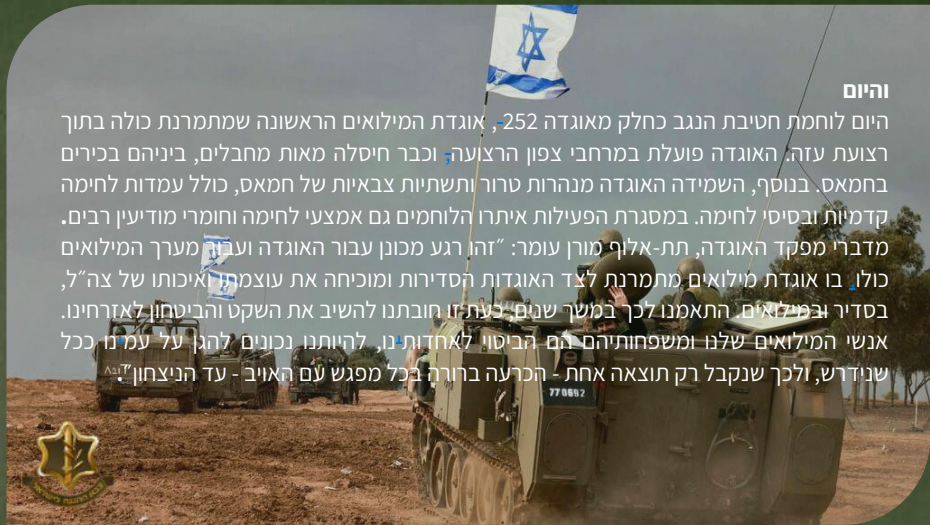 והיום
היום לוחמת חטיבת הנגב כחלק מאוגדה 252-, אוגדת המילואים הראשונה שמתמרנת כולה בתוך
רצועת עזה. האוגדה פועלת במרחבי צפון הרצועה, וכבר חיסלה מאות מחבלים, ביניהם בכירים
בחמאס. בנוסף, השמידה האוגדה מנהרות טרור ותשתיות צבאיות של חמאס, כולל עמדות לחימה
קדמיות ובסיסי לחימה. במסגרת הפעילות איתרו הלוחמים גם אמצעי לחימה וחומרי מודיעין רבים.
מדברי מפקד האוגדה, תת-אלוף מורן עומר: ״זהו רגע מכונן עבור האוגדה ועבור מערך המילואים
כולו, בו אוגדת מילואים מתמרנת לצד האוגדות הסדירות ומוכיחה את עוצמתו ואיכותו של צה״ל,
בסדיר ובמילואים. התאמנו לכך במשך שנים, כעת זו חובתנו להשיב את השקט והביטחון לאזרחינו.
אנשי המילואים שלנו ומשפחותיהם הם הביטוי לאחדותינו, להיותנו נכונים להגן על עמינו ככל
שנידרש, ולכך שנקבל רק תוצאה אחת - הכרעה ברורה בכל מפגש עם האויב - עד הניצחון״.
770692